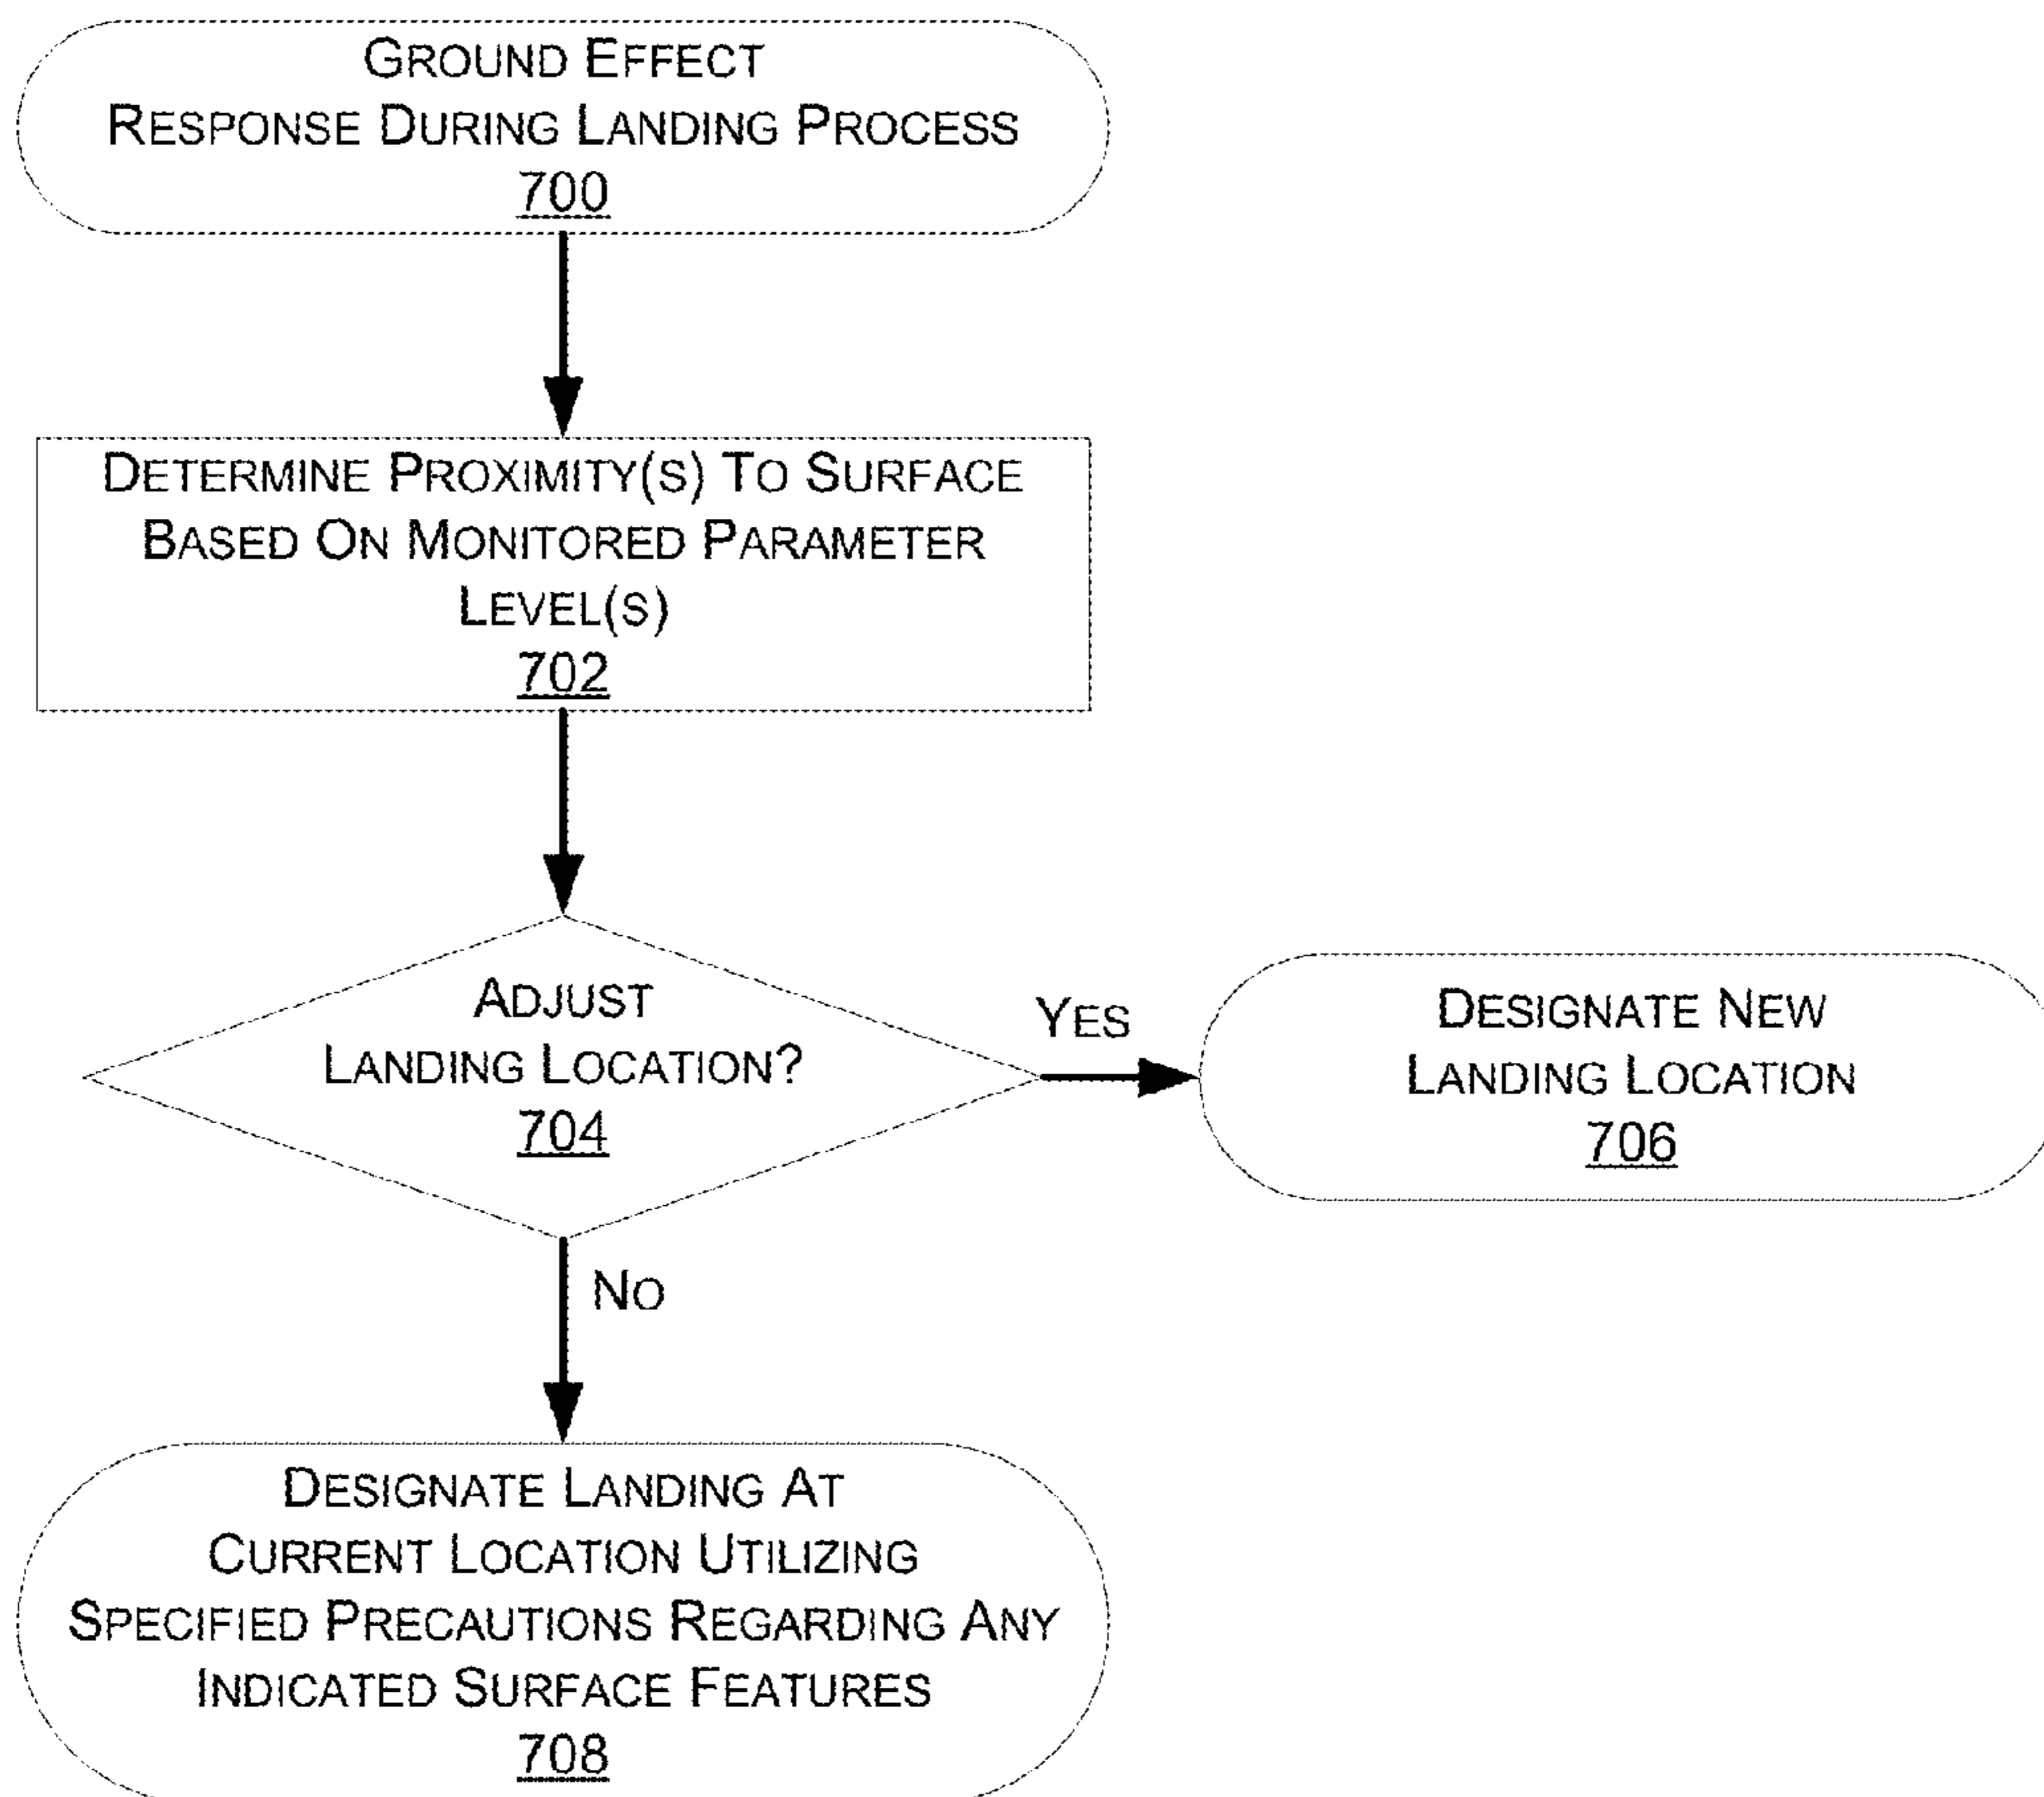 GROUND EFFECT
RESPONSE DURING LANDING PROCESS
700
DETERMINE PROXIMITY(S) TO SURFACE
BASED ON MONITORED PARAMETER
LEVEL(S)
702
ADJUST
LANDING LOCATION?
704
YES
DESIGNATE NEW
LANDING LOCATION
706
NO
DESIGNATE LANDING AT
CURRENT LOCATION UTILIZING
SPECIFIED PRECAUTIONS REGARDING ANY
INDICATED SURFACE FEATURES
708